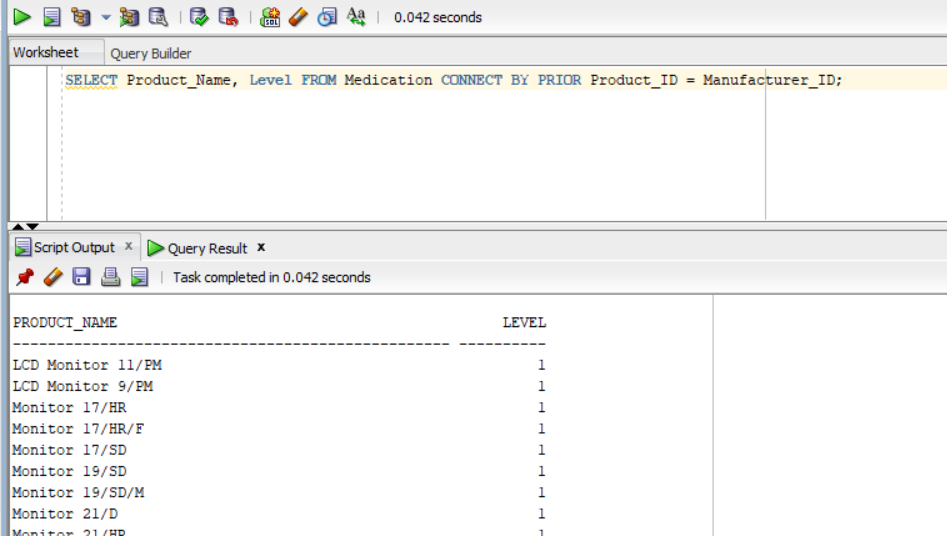 0.042 seconds
Worksheet Query Builder
SELECT Product_Name, Level FROM Medication CONNECT BY PRIOR Product_ID = Manufacturer_ID;
Script Output x Query Result x
Task completed in 0.042 seconds
PRODUCT_NAME LEVEL
-------------------------------------------------- ----------
LCD Monitor 11/PM 1
LCD Monitor 9/PM 1
Monitor 17/HR 1
Monitor 17/HR/F 1
Monitor 17/SD 1
Monitor 19/SD 1
Monitor 19/SD/M 1
Monitor 21/D 1
Monitor 21/HR 1